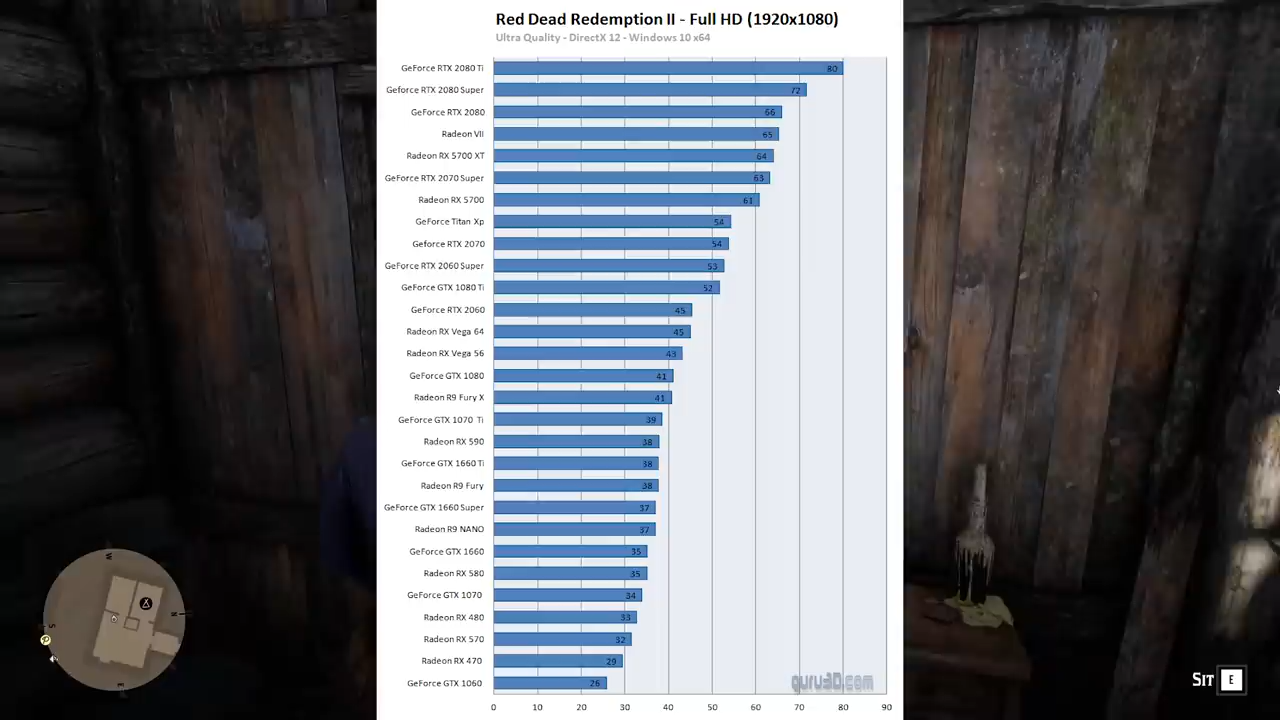 Red Dead Redemption II - Full HD (1920x1080)
Ultra Quality - DirectX 12 - Windows 10 x64
GeForce RTX 2080 Ti 80
Geforce RTX 2080 Super 72
GeForce RTX 2080 66
Radeon VII 65
Radeon RX 5700 XT 64
GeForce RTX 2070 Super 63
Radeon RX 5700 61
GeForce Titan Xp 54
Geforce RTX 2070 54
GeForce RTX 2060 Super 53
GeForce GTX 1080 Ti 52
GeForce RTX 2060 45
Radeon RX Vega 64 45
Radeon RX Vega 56 43
GeForce GTX 1080 41
Radeon R9 Fury X 41
GeForce GTX 1070 Ti 39
Radeon RX 590 38
GeForce GTX 1660 Ti 38
Radeon R9 Fury 38
GeForce GTX 1660 Super 37
Radeon R9 NANO 37
GeForce GTX 1660 35
Radeon RX 580 35
GeForce GTX 1070 34
Radeon RX 480 33
Radeon RX 570 32
Radeon RX 470 29
GeForce GTX 1060 26
guru3D.com
0 10 20 30 40 50 60 70 80 90
W
N
S
E
SIT E